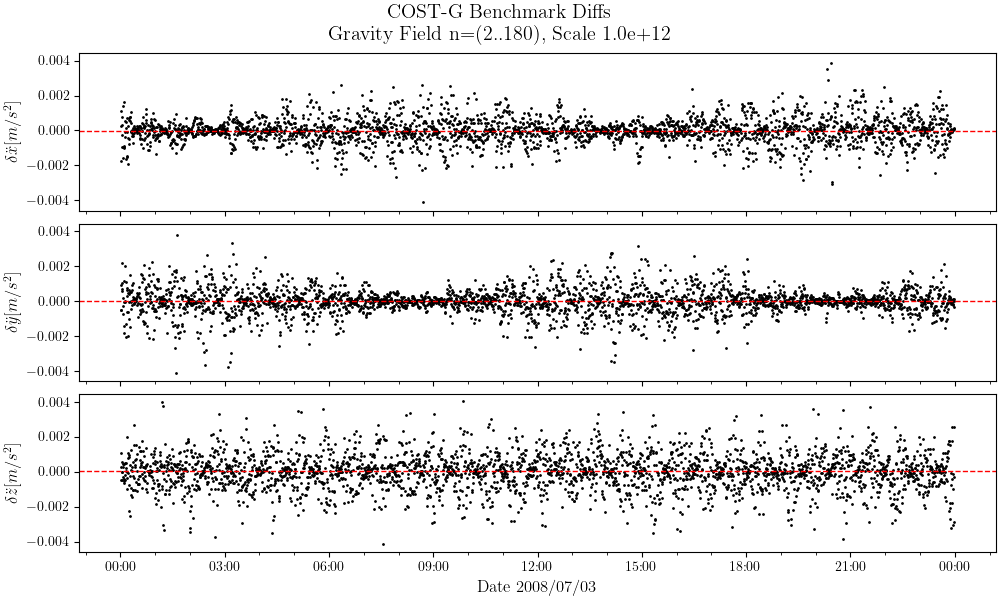 COST-G Benchmark Diffs
Gravity Field n=(2..180), Scale 1.0e+12
0.004
0.002
0.000
−0.002
−0.004
δẍ[m/s²]
0.004
0.002
0.000
−0.002
−0.004
δÿ[m/s²]
0.004
0.002
0.000
−0.002
−0.004
δz̈[m/s²]
00:00 03:00 06:00 09:00 12:00 15:00 18:00 21:00 00:00
Date 2008/07/03